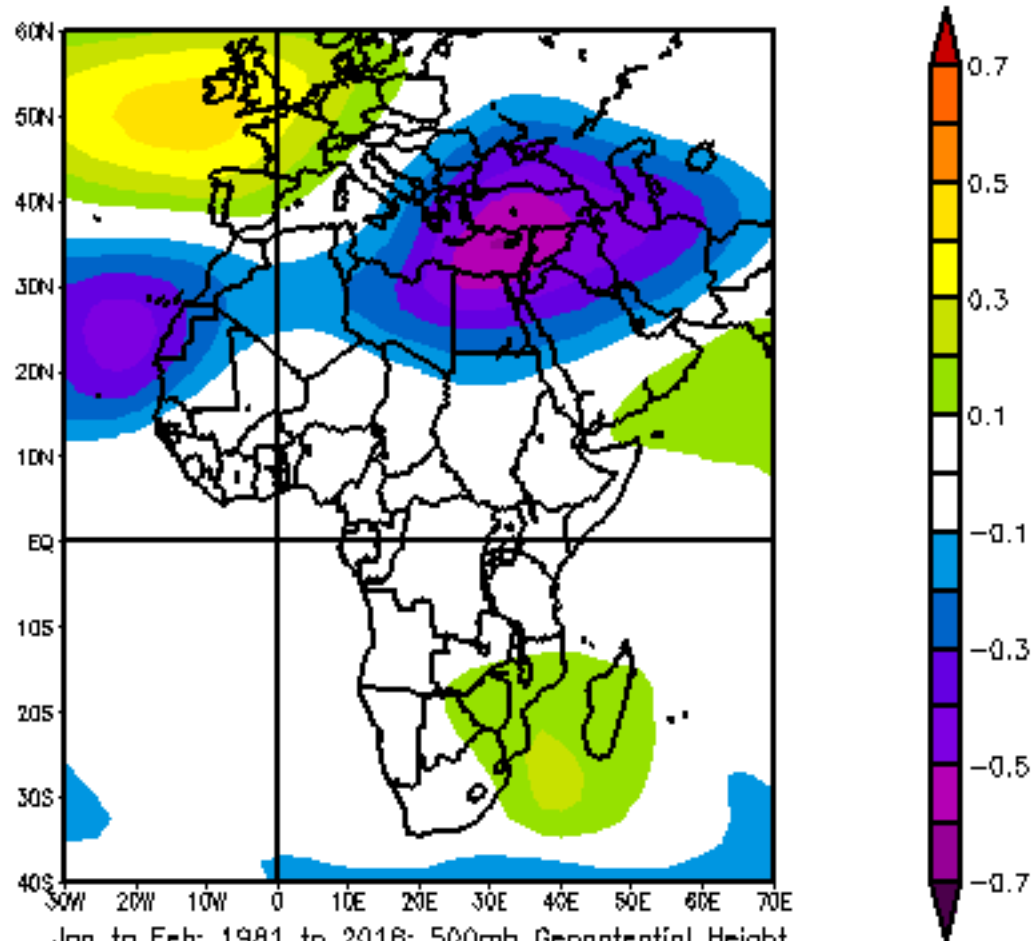 60N
50N
40N
30N
20N
10N
EQ
10S
20S
30S
40S
30W 20W 10W 0 10E 20E 30E 40E 50E 60E 70E
0.7
0.5
0.3
0.1
-0.1
-0.3
-0.5
-0.7
Jan to Feb: 1981 to 2016: 500mb Geopotential Height